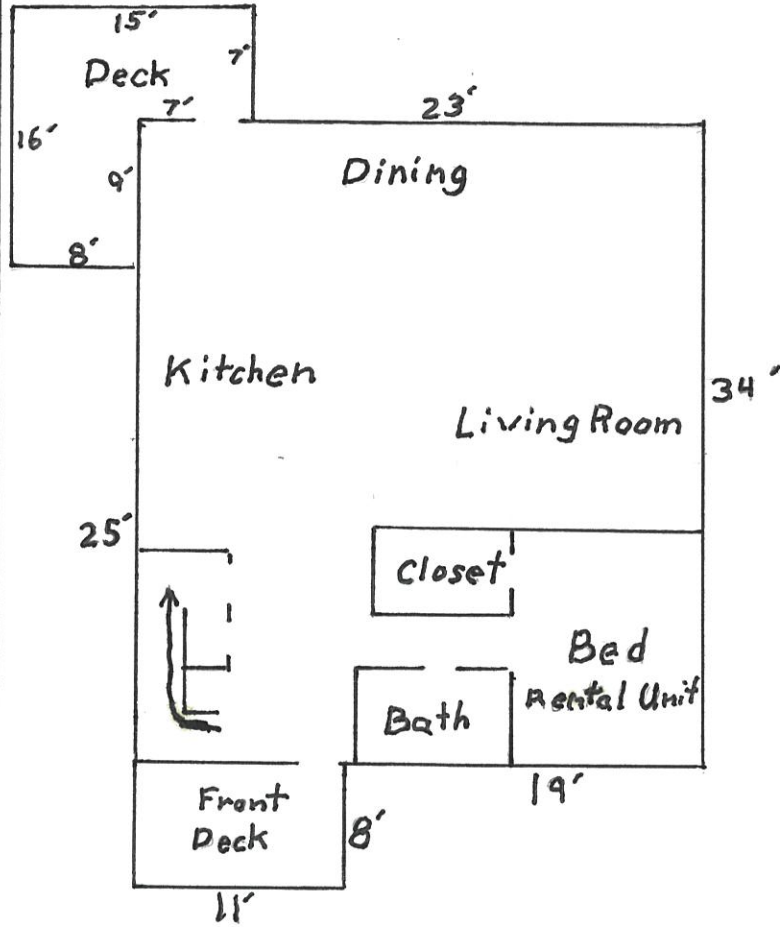 15'
7'
Deck
7'
23'
16'
9'
Dining
8'
Kitchen
34'
Living Room
25'
Closet
Bed
Rental Unit
Bath
19'
Front
Deck
8'
11'